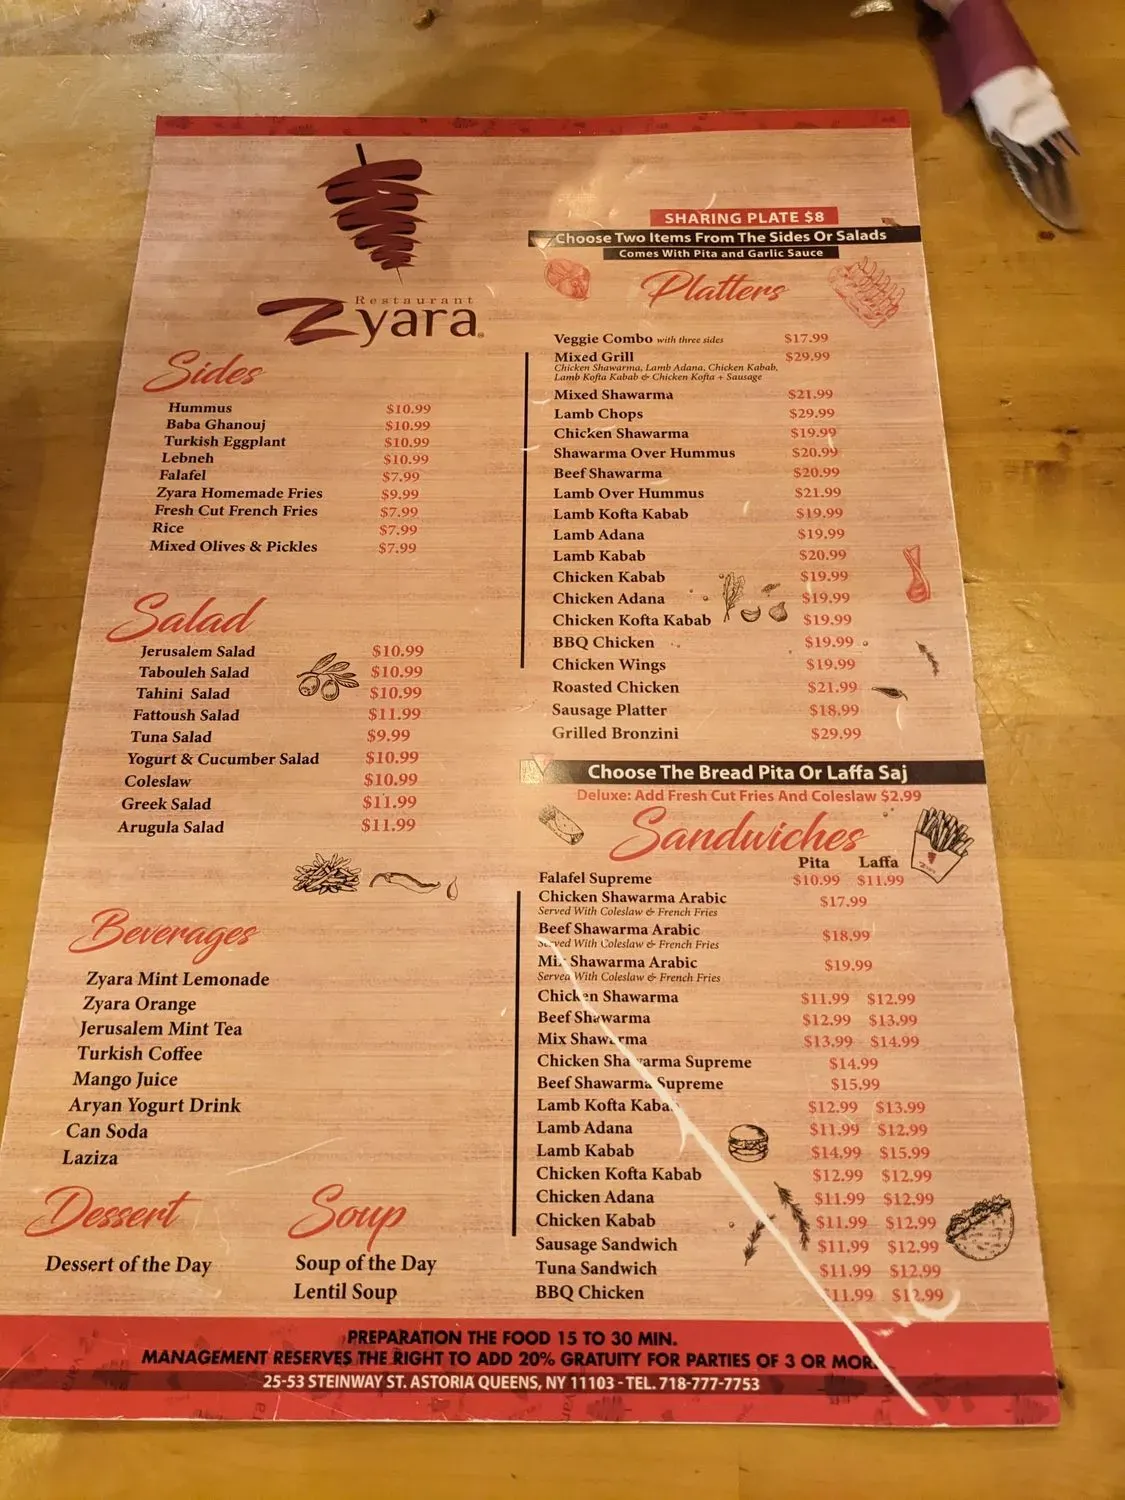 Restaurant
Zyara
Sides
Hummus $10.99
Baba Ghanouj $10.99
Turkish Eggplant $10.99
Lebneh $10.99
Falafel $7.99
Zyara Homemade Fries $9.99
Fresh Cut French Fries $7.99
Rice $7.99
Mixed Olives & Pickles $7.99
Salad
Jerusalem Salad $10.99
Tabouleh Salad $10.99
Tahini Salad $10.99
Fattoush Salad $11.99
Tuna Salad $9.99
Yogurt & Cucumber Salad $10.99
Coleslaw $10.99
Greek Salad $11.99
Arugula Salad $11.99
Beverages
Zyara Mint Lemonade
Zyara Orange
Jerusalem Mint Tea
Turkish Coffee
Mango Juice
Aryan Yogurt Drink
Can Soda
Laziza
Dessert
Dessert of the Day
Soup
Soup of the Day
Lentil Soup
SHARING PLATE $8
Choose Two Items From The Sides Or Salads
Comes With Pita and Garlic Sauce
Platters
Veggie Combo with three sides $17.99
Mixed Grill $29.99
Chicken Shawarma, Lamb Adana, Chicken Kabab,
Lamb Kofta Kabab & Chicken Kofta + Sausage
Mixed Shawarma $21.99
Lamb Chops $29.99
Chicken Shawarma $19.99
Shawarma Over Hummus $20.99
Beef Shawarma $20.99
Lamb Over Hummus $21.99
Lamb Kofta Kabab $19.99
Lamb Adana $19.99
Lamb Kabab $20.99
Chicken Kabab $19.99
Chicken Adana $19.99
Chicken Kofta Kabab $19.99
BBQ Chicken $19.99
Chicken Wings $19.99
Roasted Chicken $21.99
Sausage Platter $18.99
Grilled Bronzini $29.99
Choose The Bread Pita Or Laffa Saj
Deluxe: Add Fresh Cut Fries And Coleslaw $2.99
Sandwiches
Pita Laffa
Falafel Supreme $10.99 $11.99
Chicken Shawarma Arabic $17.99
Served With Coleslaw & French Fries
Beef Shawarma Arabic $18.99
Served With Coleslaw & French Fries
Mix Shawarma Arabic $19.99
Served With Coleslaw & French Fries
Chicken Shawarma $11.99 $12.99
Beef Shawarma $12.99 $13.99
Mix Shawarma $13.99 $14.99
Chicken Shawarma Supreme $14.99
Beef Shawarma Supreme $15.99
Lamb Kofta Kabab $12.99 $13.99
Lamb Adana $11.99 $12.99
Lamb Kabab $14.99 $15.99
Chicken Kofta Kabab $12.99 $12.99
Chicken Adana $11.99 $12.99
Chicken Kabab $11.99 $12.99
Sausage Sandwich $11.99 $12.99
Tuna Sandwich $11.99 $12.99
BBQ Chicken $11.99 $12.99
PREPARATION THE FOOD 15 TO 30 MIN.
MANAGEMENT RESERVES THE RIGHT TO ADD 20% GRATUITY FOR PARTIES OF 3 OR MORE
25-53 STEINWAY ST. ASTORIA QUEENS, NY 11103 - TEL. 718-777-7753